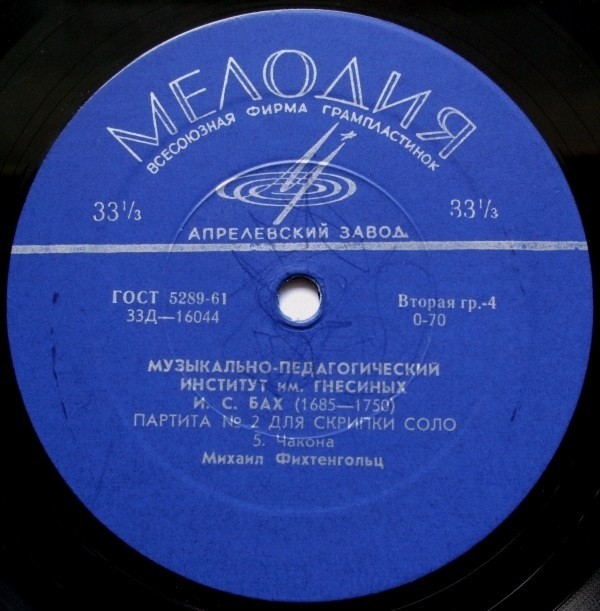 МЕЛОДИЯ
ВСЕСОЮЗНАЯ ФИРМА ГРАМПЛАСТИНОК
33⅓ 33⅓
АПРЕЛЕВСКИЙ ЗАВОД
ГОСТ 5289-61 Вторая гр.-4
33Д—16044 0-70
МУЗЫКАЛЬНО-ПЕДАГОГИЧЕСКИЙ
ИНСТИТУТ им. ГНЕСИНЫХ
И. С. БАХ (1685—1750)
ПАРТИТА № 2 ДЛЯ СКРИПКИ СОЛО
5. Чакона
Михаил Фихтенгольц